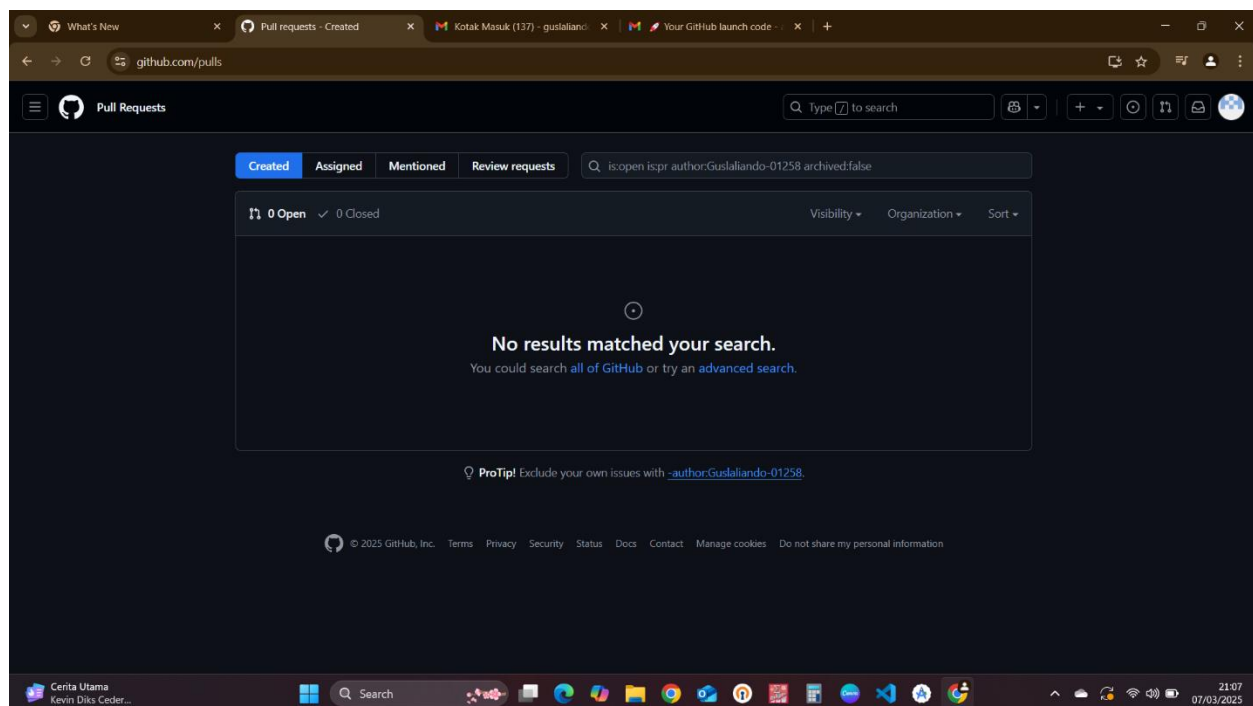 What's New
Pull requests - Created
Kotak Masuk (137) - guslaliand
Your GitHub launch code -
github.com/pulls
Pull Requests
Type / to search
Created Assigned Mentioned Review requests
is:open is:pr author:Guslaliando-01258 archived:false
0 Open 0 Closed
Visibility Organization Sort
No results matched your search.
You could search all of GitHub or try an advanced search.
ProTip! Exclude your own issues with -author:Guslaliando-01258.
© 2025 GitHub, Inc. Terms Privacy Security Status Docs Contact Manage cookies Do not share my personal information
Cerita Utama
Kevin Diks Ceder...
Search
21:07
07/03/2025